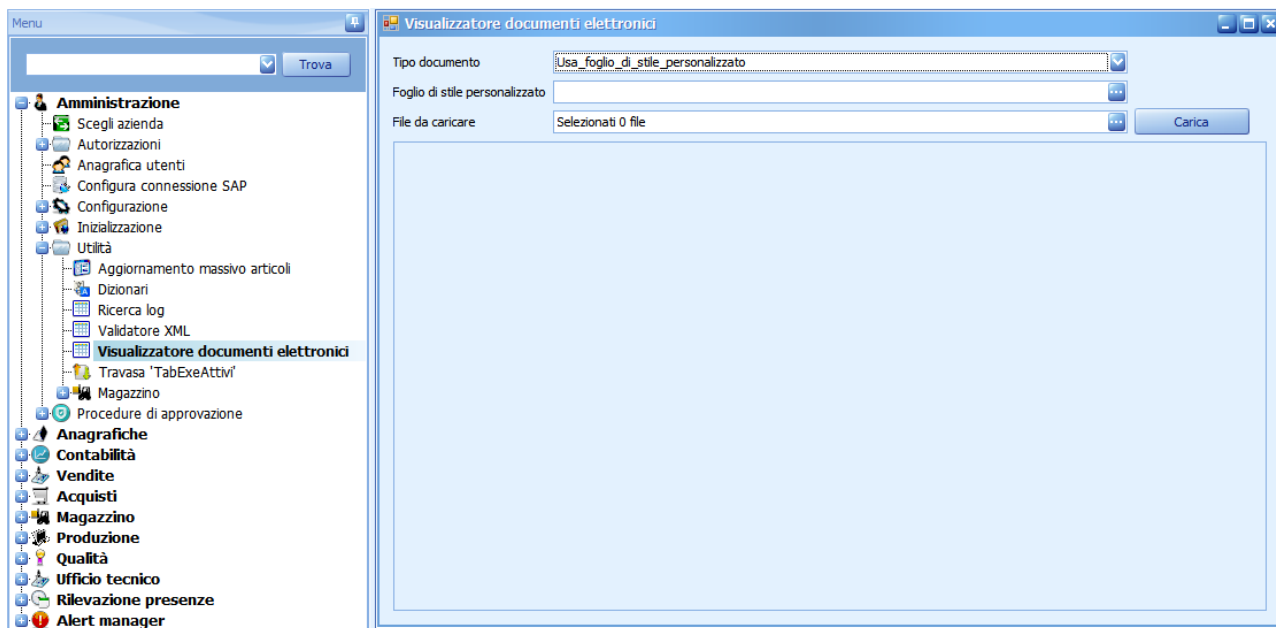 Menu
Trova
Amministrazione
Scegli azienda
Autorizzazioni
Anagrafica utenti
Configura connessione SAP
Configurazione
Inizializzazione
Utilità
Aggiornamento massivo articoli
Dizionari
Ricerca log
Validatore XML
Visualizzatore documenti elettronici
Travasa 'TabExeAttivi'
Magazzino
Procedure di approvazione
Anagrafiche
Contabilità
Vendite
Acquisti
Magazzino
Produzione
Qualità
Ufficio tecnico
Rilevazione presenze
Alert manager
Visualizzatore documenti elettronici
Tipo documento Usa_foglio_di_stile_personalizzato
Foglio di stile personalizzato
File da caricare Selezionati 0 file Carica